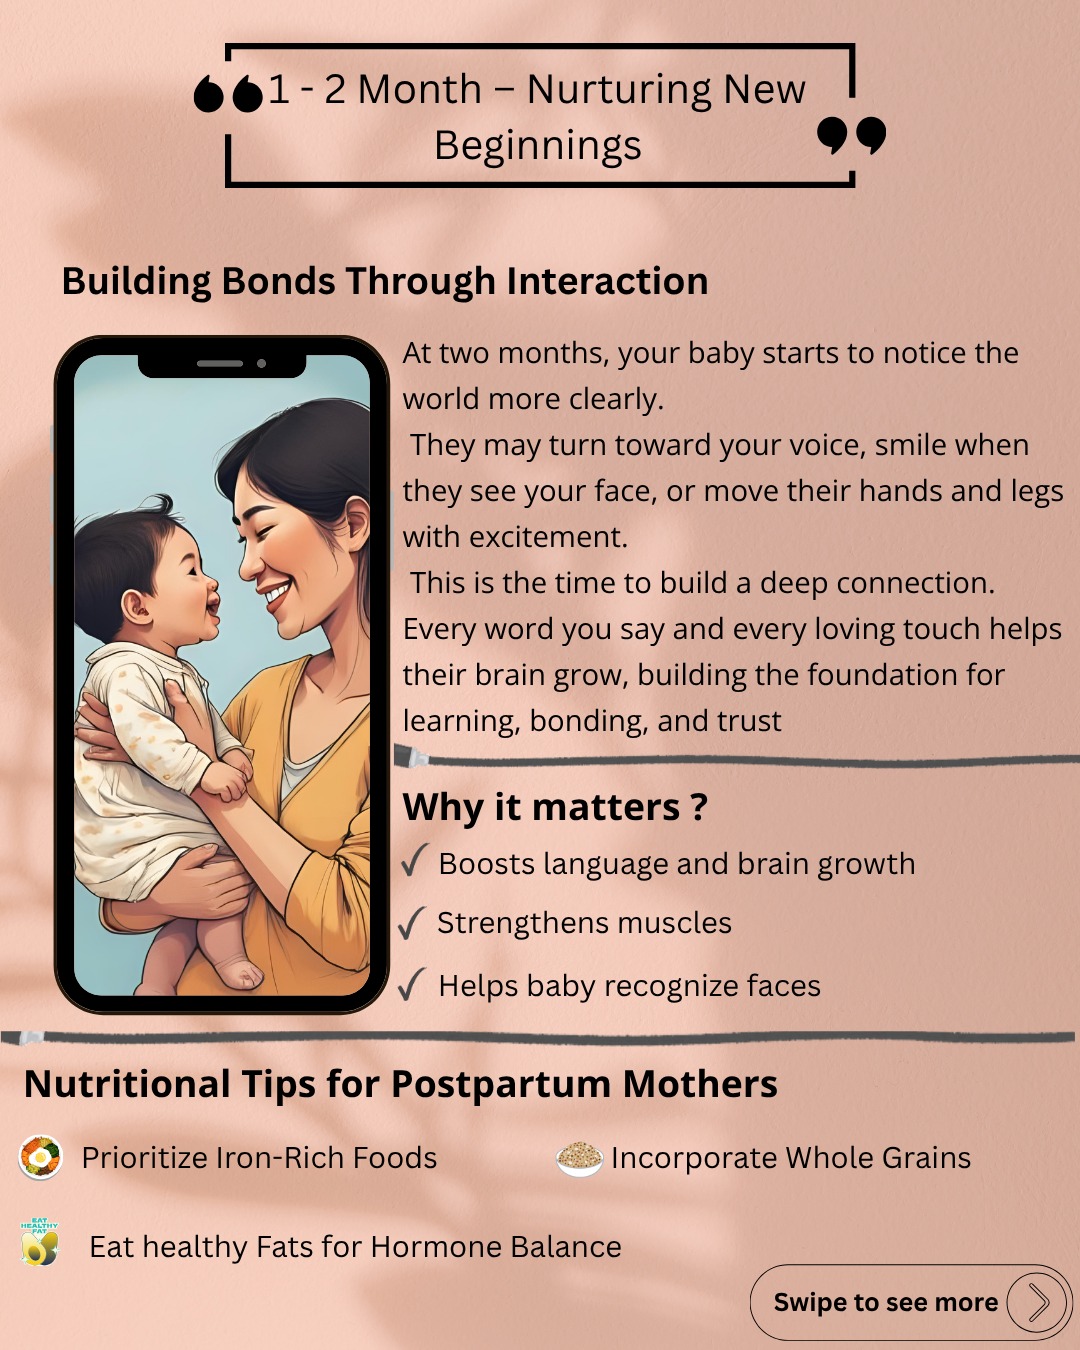 1 - 2 Month – Nurturing New
Beginnings
Building Bonds Through Interaction
At two months, your baby starts to notice the
world more clearly.
They may turn toward your voice, smile when
they see your face, or move their hands and legs
with excitement.
This is the time to build a deep connection.
Every word you say and every loving touch helps
their brain grow, building the foundation for
learning, bonding, and trust
Why it matters ?
✓ Boosts language and brain growth
✓ Strengthens muscles
✓ Helps baby recognize faces
Nutritional Tips for Postpartum Mothers
Prioritize Iron-Rich Foods
Incorporate Whole Grains
EAT
HEALTHY
FAT
Eat healthy Fats for Hormone Balance
Swipe to see more